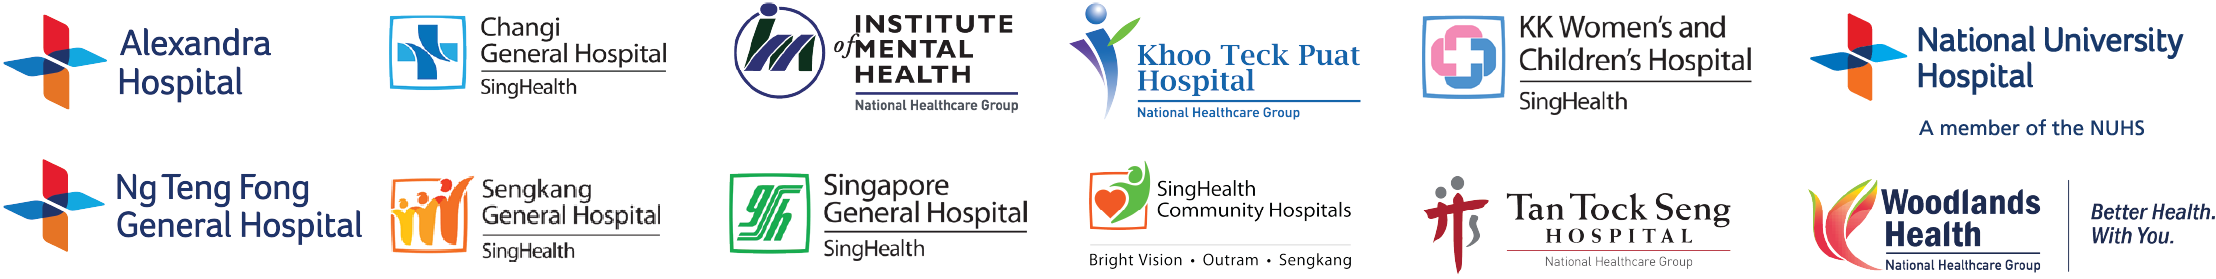 Alexandra
Hospital
Changi
General Hospital
SingHealth
INSTITUTE
of MENTAL
HEALTH
National Healthcare Group
Khoo Teck Puat
Hospital
National Healthcare Group
KK Women's and
Children's Hospital
SingHealth
National University
Hospital
A member of the NUHS
Ng Teng Fong
General Hospital
Sengkang
General Hospital
SingHealth
Singapore
General Hospital
SingHealth
SingHealth
Community Hospitals
Bright Vision • Outram • Sengkang
Tan Tock Seng
HOSPITAL
National Healthcare Group
Woodlands
Health
National Healthcare Group
Better Health.
With You.